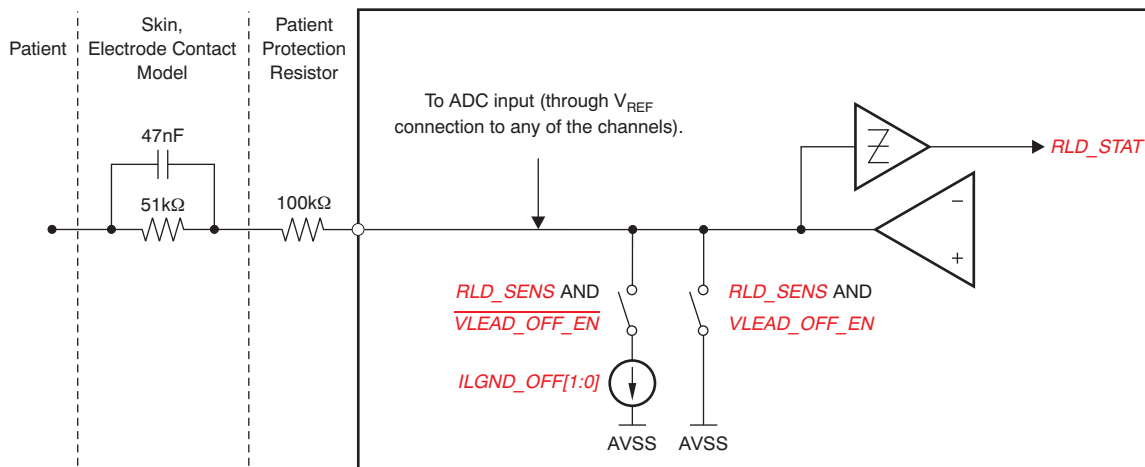 Patient
Skin,
Electrode Contact
Model
Patient
Protection
Resistor
To ADC input (through VREF
connection to any of the channels).
47nF
51kΩ
100kΩ
RLD_STAT
−
+
RLD_SENS AND
VLEAD_OFF_EN
RLD_SENS AND
VLEAD_OFF_EN
ILGND_OFF[1:0]
AVSS
AVSS